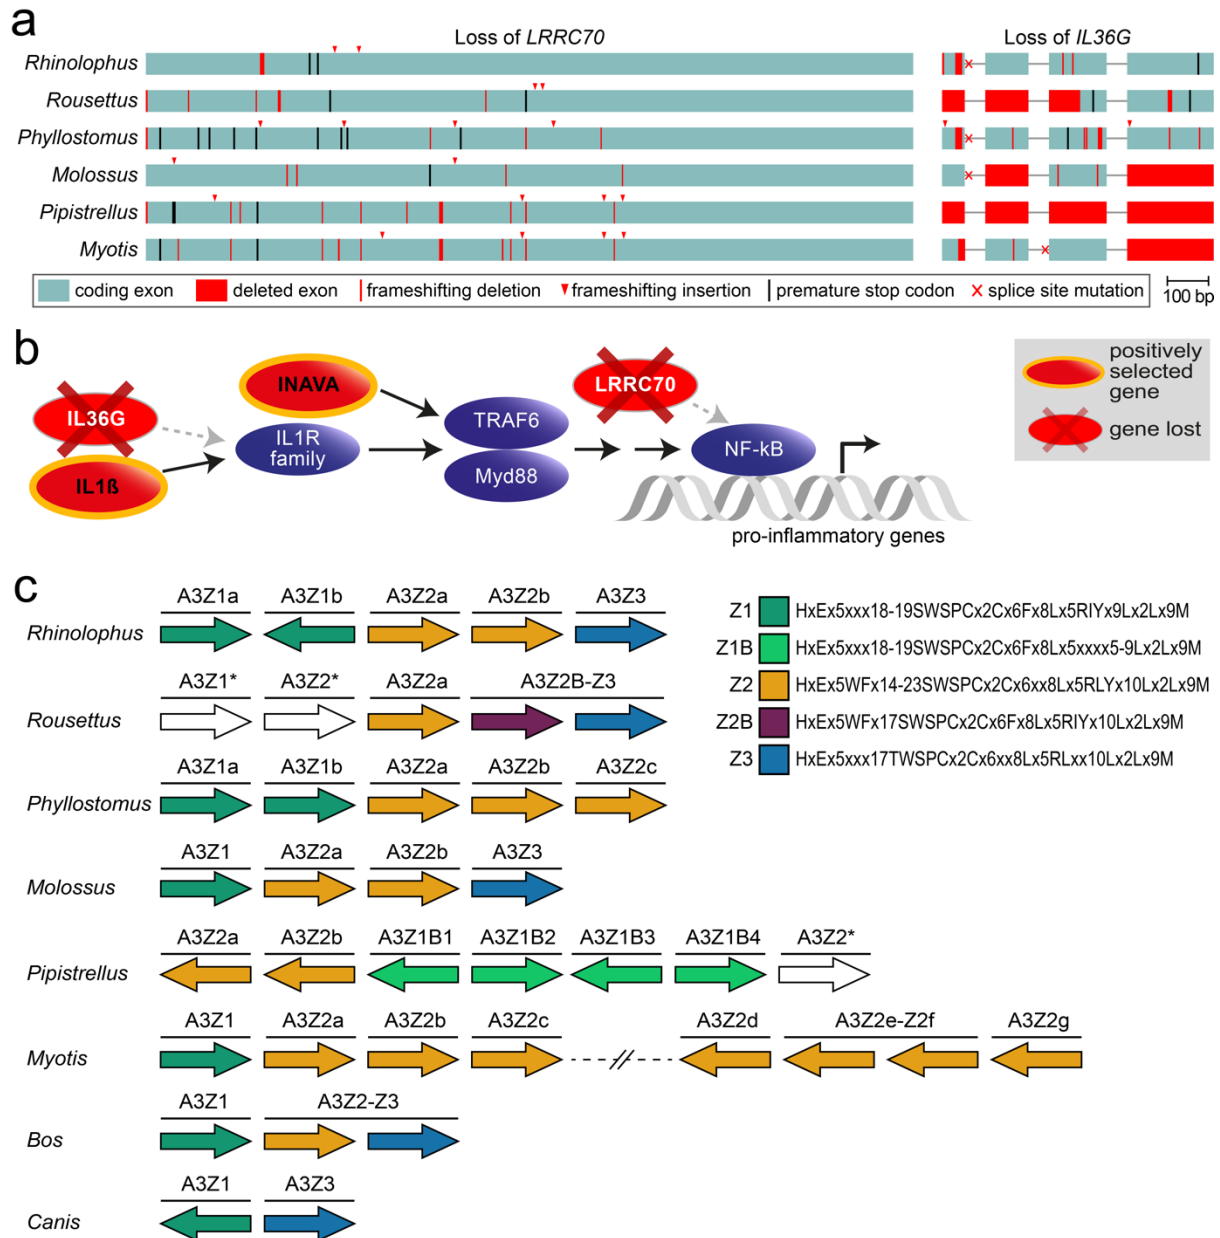 a
Loss of LRRC70
Loss of IL36G
Rhinolophus
Rousettus
Phyllostomus
Molossus
Pipistrellus
Myotis
coding exon
deleted exon
frameshifting deletion
frameshifting insertion
premature stop codon
splice site mutation
100 bp
b
IL36G
IL1ß
INAVA
IL1R
family
TRAF6
Myd88
LRRC70
NF-kB
pro-inflammatory genes
positively
selected
gene
gene lost
c
A3Z1a A3Z1b A3Z2a A3Z2b A3Z3
Rhinolophus
A3Z1* A3Z2* A3Z2a A3Z2B-Z3
Rousettus
A3Z1a A3Z1b A3Z2a A3Z2b A3Z2c
Phyllostomus
A3Z1 A3Z2a A3Z2b A3Z3
Molossus
A3Z2a A3Z2b A3Z1B1 A3Z1B2 A3Z1B3 A3Z1B4 A3Z2*
Pipistrellus
A3Z1 A3Z2a A3Z2b A3Z2c A3Z2d A3Z2e-Z2f A3Z2g
Myotis
A3Z1 A3Z2-Z3
Bos
A3Z1 A3Z3
Canis
Z1 HxEx5xxx18-19SWSPCx2Cx6Fx8Lx5RIYx9Lx2Lx9M
Z1B HxEx5xxx18-19SWSPCx2Cx6Fx8Lx5xxxx5-9Lx2Lx9M
Z2 HxEx5WFx14-23SWSPCx2Cx6xx8Lx5RLYx10Lx2Lx9M
Z2B HxEx5WFx17SWSPCx2Cx6Fx8Lx5RIYx10Lx2Lx9M
Z3 HxEx5xxx17TWSPCx2Cx6xx8Lx5RLxx10Lx2Lx9M